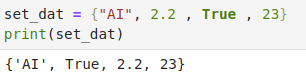 set_dat = {"AI", 2.2 , True , 23}
print(set_dat)
{'AI', True, 2.2, 23}